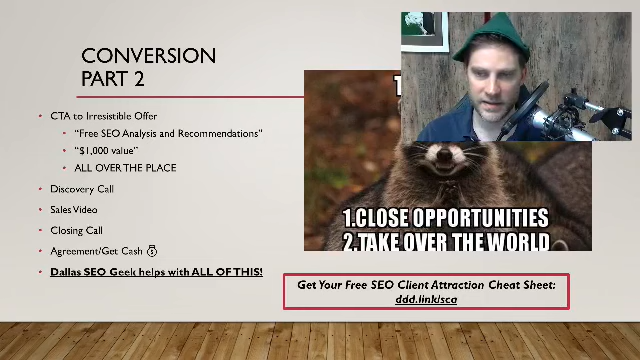 CONVERSION
PART 2
CTA to Irresistible Offer
"Free SEO Analysis and Recommendations"
"$1,000 value"
ALL OVER THE PLACE
Discovery Call
Sales Video
Closing Call
Agreement/Get Cash
Dallas SEO Geek helps with ALL OF THIS!
1.CLOSE OPPORTUNITIES
2.TAKE OVER THE WORLD
Get Your Free SEO Client Attraction Cheat Sheet:
ddd.link/sca